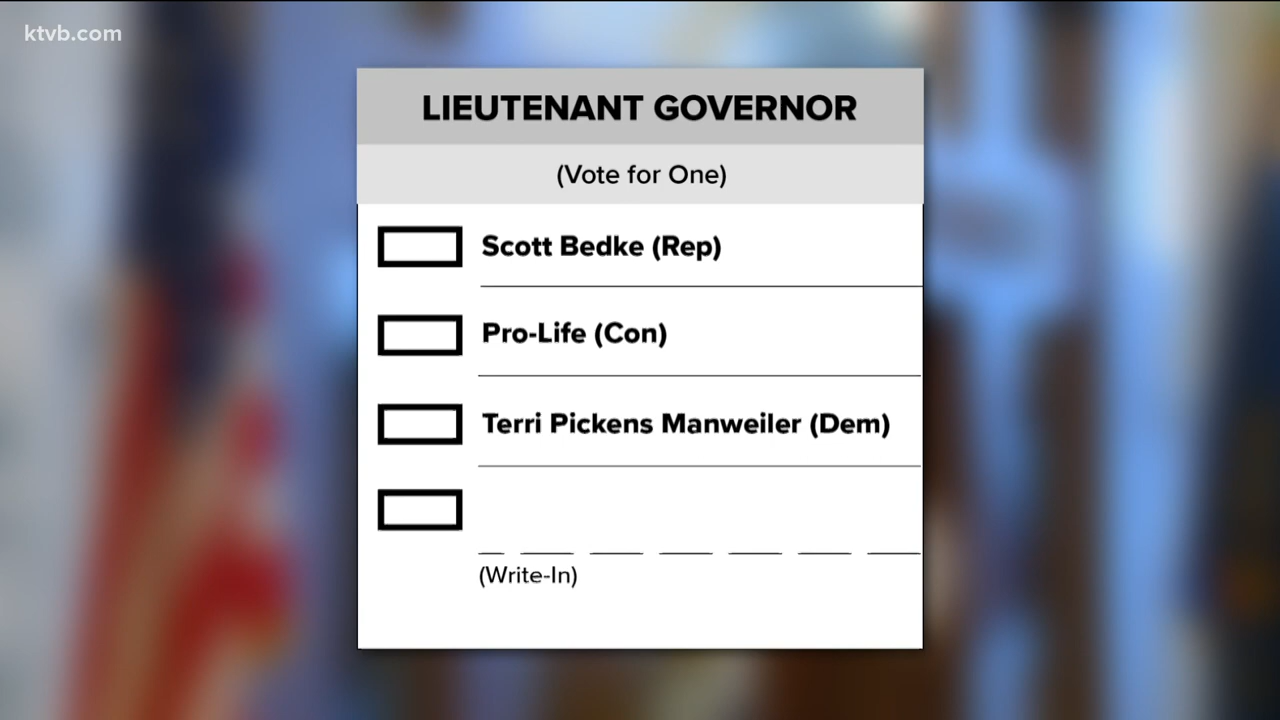 ktvb.com
LIEUTENANT GOVERNOR
(Vote for One)
Scott Bedke (Rep)
Pro-Life (Con)
Terri Pickens Manweiler (Dem)
(Write-In)